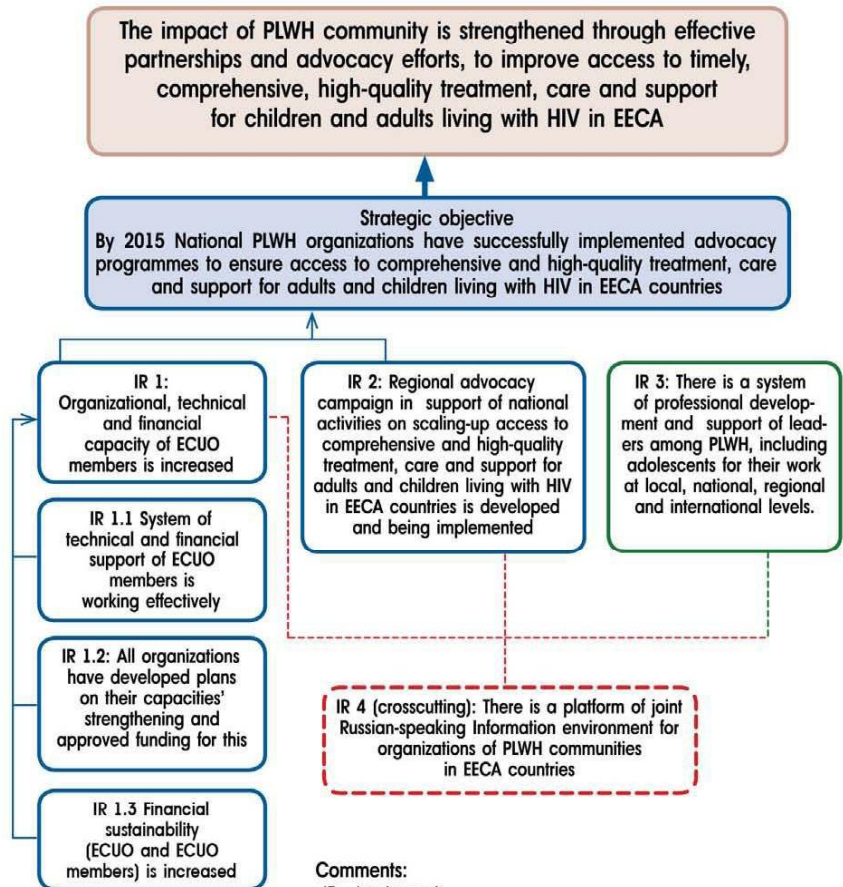 The impact of PLWH community is strengthened through effective
partnerships and advocacy efforts, to improve access to timely,
comprehensive, high-quality treatment, care and support
for children and adults living with HIV in EECA
Strategic objective
By 2015 National PLWH organizations have successfully implemented advocacy
programmes to ensure access to comprehensive and high-quality treatment, care
and support for adults and children living with HIV in EECA countries
IR 1:
Organizational, technical
and financial
capacity of ECUO
members is increased
IR 2: Regional advocacy
campaign in support of national
activities on scaling-up access to
comprehensive and high-quality
treatment, care and support for
adults and children living with HIV
in EECA countries is developed
and being implemented
IR 3: There is a system
of professional develop-
ment and support of lead-
ers among PLWH, including
adolescents for their work
at local, national, regional
and international levels.
IR 1.1 System of
technical and financial
support of ECUO
members is
working effectively
IR 1.2: All organizations
have developed plans
on their capacities'
strengthening and
approved funding for this
IR 4 (crosscutting): There is a platform of joint
Russian-speaking Information environment for
organizations of PLWH communities
in EECA countries
IR 1.3 Financial
sustainability
(ECUO and ECUO
members) is increased
Comments: